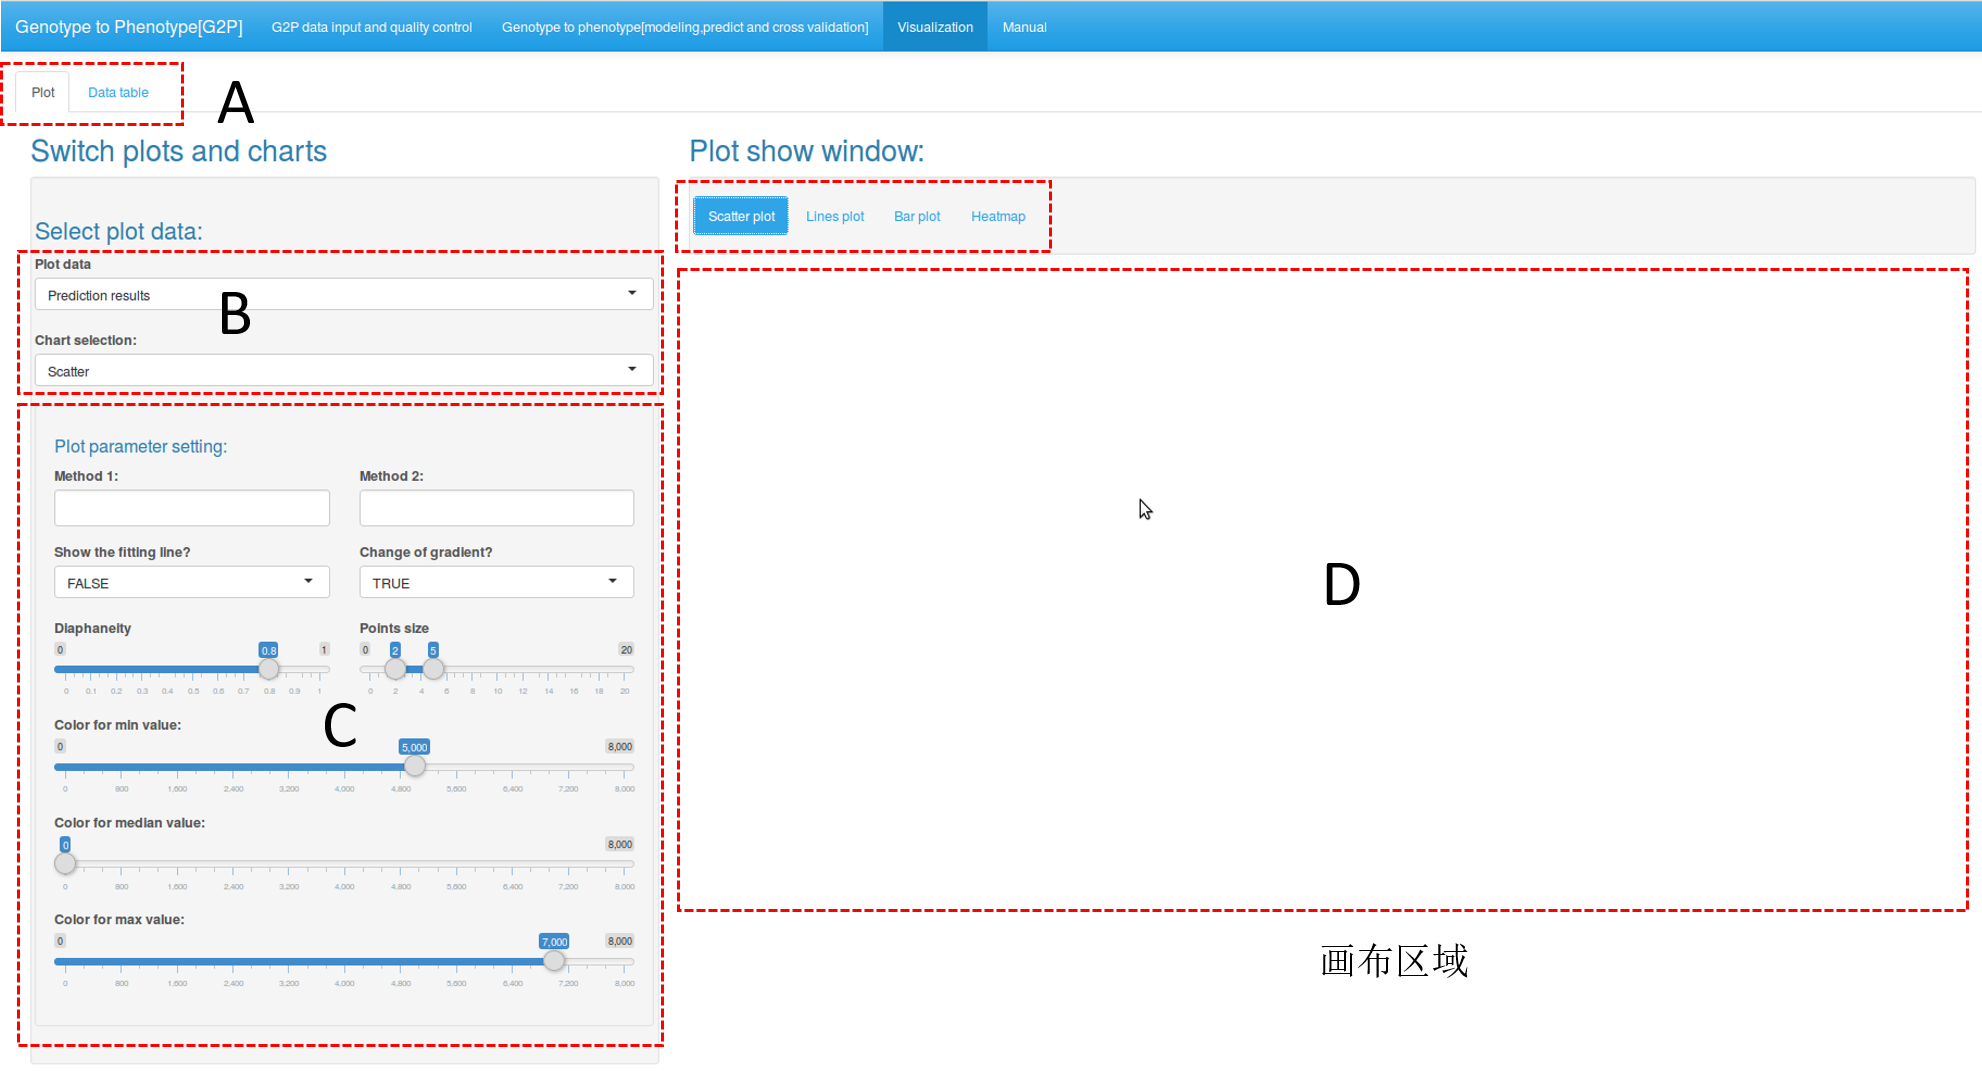 Genotype to Phenotype[G2P] G2P data input and quality control Genotype to phenotype[modeling,predict and cross validation] Visualization Manual
Plot Data table
A
Switch plots and charts
Plot show window:
Scatter plot Lines plot Bar plot Heatmap
Select plot data:
Plot data
Prediction results
B
Chart selection:
Scatter
Plot parameter setting:
Method 1: Method 2:
Show the fitting line? Change of gradient?
FALSE TRUE
Diaphaneity Points size
0 0.8 1 0 2 5 20
0 0.1 0.2 0.3 0.4 0.5 0.6 0.7 0.8 0.9 1 0 2 4 6 8 10 12 14 16 18 20
C
Color for min value:
0 5,000 8,000
0 800 1,600 2,400 3,200 4,000 4,800 5,600 6,400 7,200 8,000
Color for median value:
0 8,000
0 800 1,600 2,400 3,200 4,000 4,800 5,600 6,400 7,200 8,000
Color for max value:
0 7,000 8,000
0 800 1,600 2,400 3,200 4,000 4,800 5,600 6,400 7,200 8,000
D
画布区域